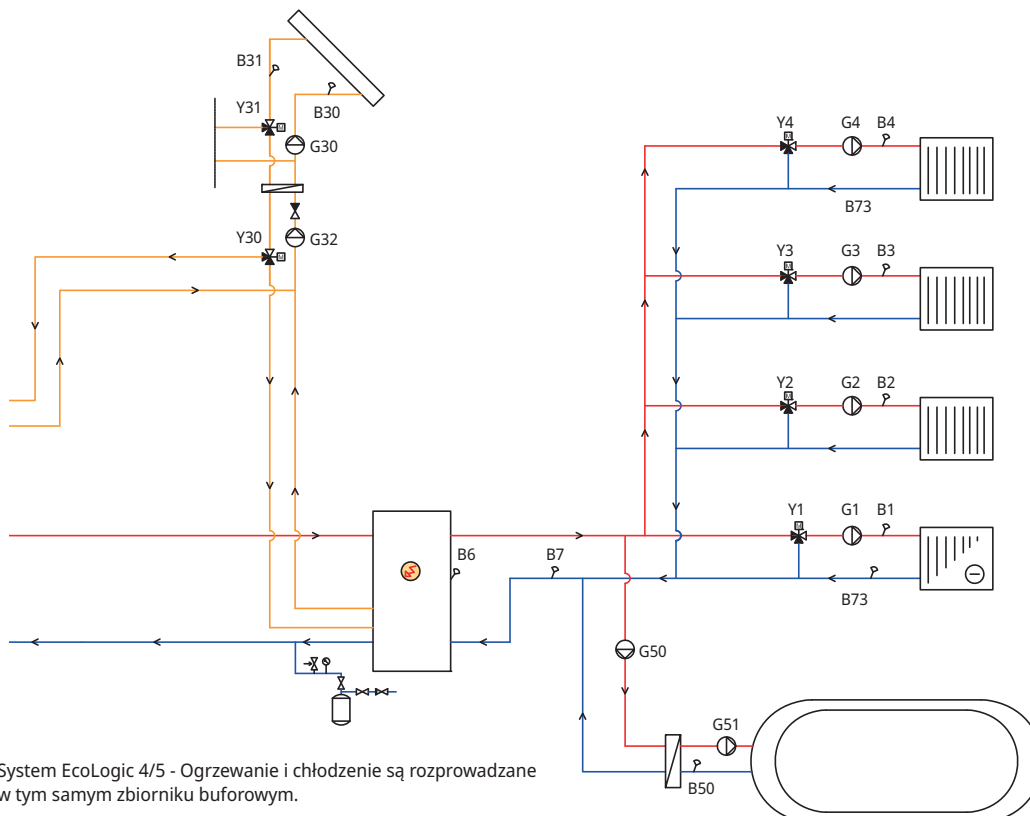 B31
B30
Y31
G30
Y30
G32
Y4 G4 B4
M
B73
Y3 G3 B3
M
Y2 G2 B2
M
Y1 G1 B1
M
B6
B7
B73
G50
G51
B50
System EcoLogic 4/5 - Ogrzewanie i chłodzenie są rozprowadzane
w tym samym zbiorniku buforowym.